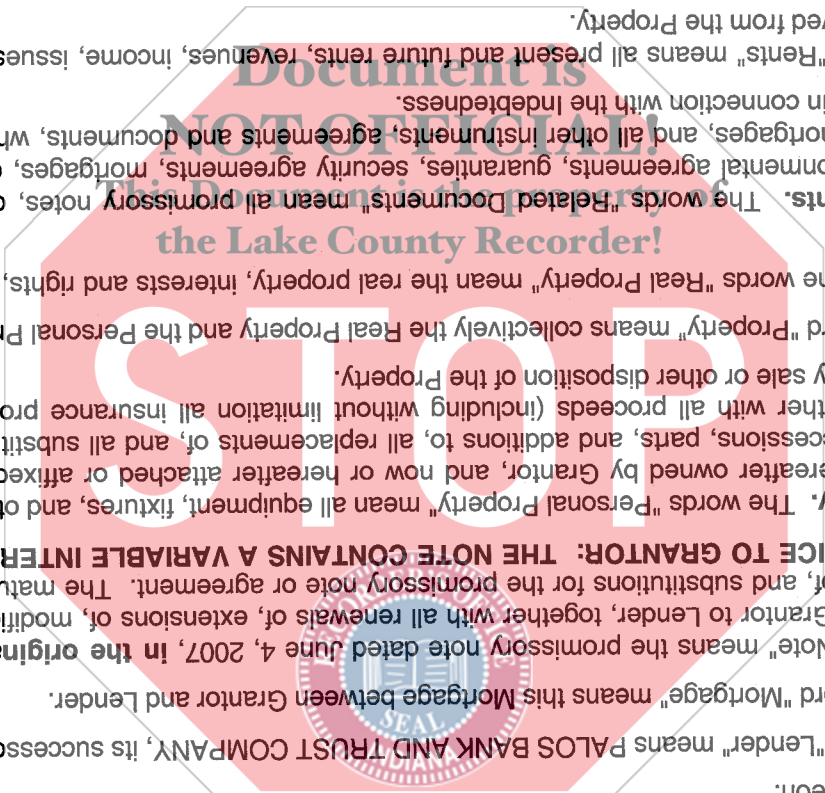 eon.
"Lender" means PALOS BANK AND TRUST COMPANY, its successo
rd "Mortgage" means this Mortgage between Grantor and Lender.
Note" means the promissory note dated June 4, 2007, in the origina
Grantor to Lender, together with all renewals of, extensions of, modifi
of, and substitutions for the promissory note or agreement. The matu
ICE TO GRANTOR: THE NOTE CONTAINS A VARIABLE INTER
y. The words "Personal Property" mean all equipment, fixtures, and ot
ereafter owned by Grantor, and now or hereafter attached or affixed
cessions, parts, and additions to, all replacements of, and all substit
ther with all proceeds (including without limitation all insurance pro
y sale or other disposition of the Property.
rd "Property" means collectively the Real Property and the Personal Pr
he words "Real Property" mean the real property, interests and rights,
nts. The words "Related Documents" mean all promissory notes, c
onmental agreements, guaranties, security agreements, mortgages,
mortgages, and all other instruments, agreements and documents, wh
in connection with the Indebtedness.
"Rents" means all present and future rents, revenues, income, issues
ved from the Property.
Document is
NOT OFFICIAL!
This Document is the property of
the Lake County Recorder!
STOP
SEAL
INDIANA